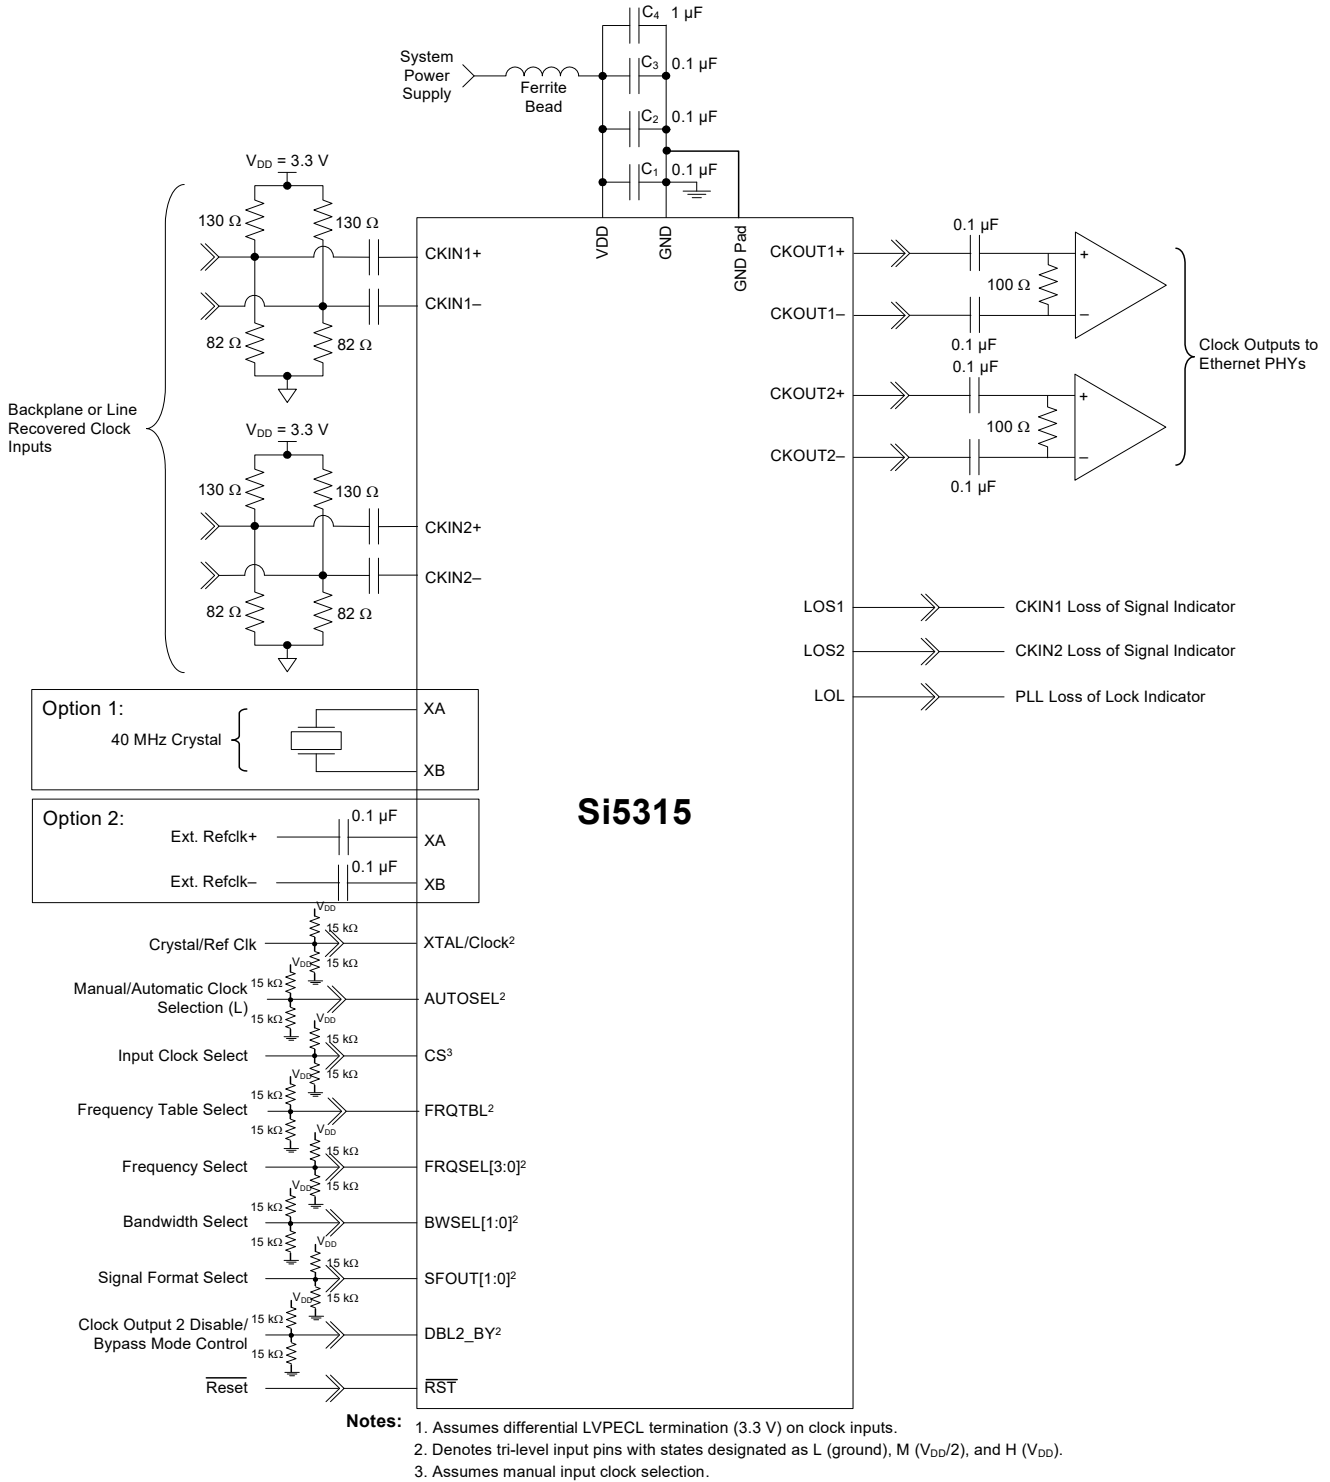 C4 1 µF
System
Power
Supply
C3 0.1 µF
Ferrite
Bead
C2 0.1 µF
C1 0.1 µF
VDD = 3.3 V
130 Ω 130 Ω
82 Ω 82 Ω
VDD = 3.3 V
130 Ω 130 Ω
82 Ω 82 Ω
Backplane or Line
Recovered Clock
Inputs
CKIN1+
CKIN1–
CKIN2+
CKIN2–
VDD
GND
GND Pad
CKOUT1+
CKOUT1–
CKOUT2+
CKOUT2–
0.1 µF
100 Ω
+
–
0.1 µF
0.1 µF
100 Ω
+
–
0.1 µF
Clock Outputs to
Ethernet PHYs
LOS1 CKIN1 Loss of Signal Indicator
LOS2 CKIN2 Loss of Signal Indicator
LOL PLL Loss of Lock Indicator
Option 1:
40 MHz Crystal
XA
XB
Si5315
Option 2:
0.1 µF
Ext. Refclk+ XA
0.1 µF
Ext. Refclk– XB
VDD
15 kΩ
Crystal/Ref Clk XTAL/Clock2
15 kΩ
VDD
15 kΩ
Manual/Automatic Clock
Selection (L)
AUTOSEL2
15 kΩ
VDD
15 kΩ
Input Clock Select CS3
15 kΩ
VDD
15 kΩ
Frequency Table Select FRQTBL2
15 kΩ
VDD
15 kΩ
Frequency Select FRQSEL[3:0]2
15 kΩ
VDD
15 kΩ
Bandwidth Select BWSEL[1:0]2
15 kΩ
VDD
15 kΩ
Signal Format Select SFOUT[1:0]2
15 kΩ
VDD
15 kΩ
Clock Output 2 Disable/
Bypass Mode Control
DBL2_BY2
15 kΩ
Reset RST
Notes: 1. Assumes differential LVPECL termination (3.3 V) on clock inputs.
2. Denotes tri-level input pins with states designated as L (ground), M (VDD/2), and H (VDD).
3. Assumes manual input clock selection.